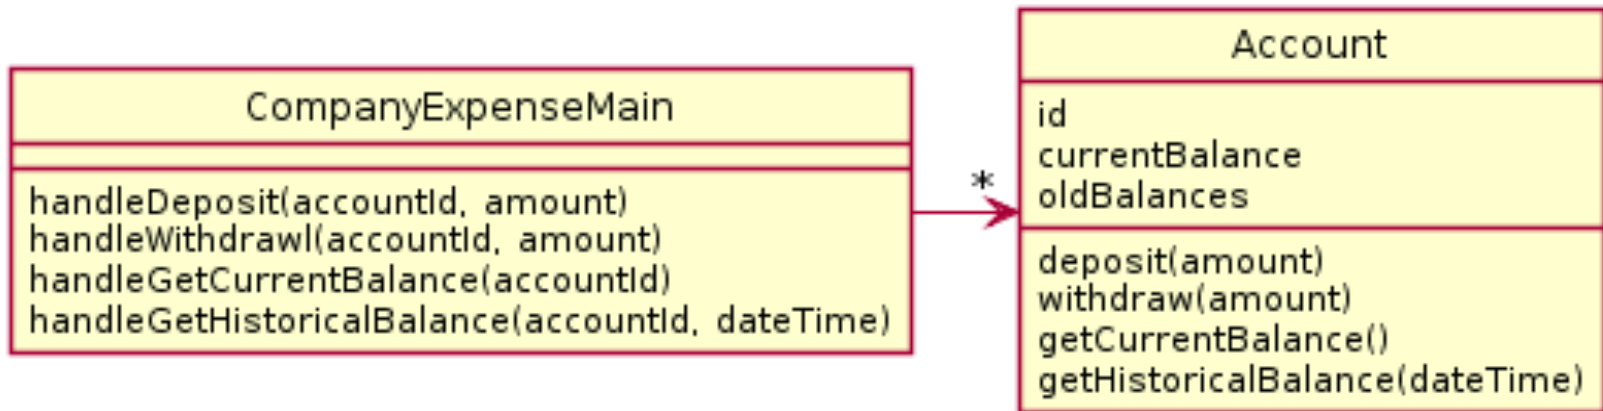 CompanyExpenseMain
handleDeposit(accountId, amount)
handleWithdrawl(accountId, amount)
handleGetCurrentBalance(accountId)
handleGetHistoricalBalance(accountId, dateTime)
*
Account
id
currentBalance
oldBalances
deposit(amount)
withdraw(amount)
getCurrentBalance()
getHistoricalBalance(dateTime)